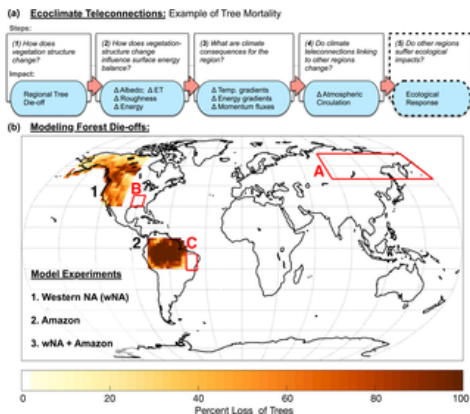 (a) Ecoclimate Teleconnections: Example of Tree Mortality
Steps:
(1) How does vegetation structure change?
(2) How does vegetation-structure change influence surface energy balance?
(3) What are climate consequences for the region?
(4) Do climate teleconnections linking to other regions change?
(5) Do other regions suffer ecological impacts?
Impact:
Regional Tree Die-off
Δ Albedo; Δ ET
Δ Roughness
Δ Energy
Δ Temp. gradients
Δ Energy gradients
Δ Momentum fluxes
Δ Atmospheric Circulation
Ecological Response
(b) Modeling Forest Die-offs:
A
1
B
2
C
Model Experiments
1. Western NA (wNA)
2. Amazon
3. wNA + Amazon
0 20 40 60 80 100
Percent Loss of Trees